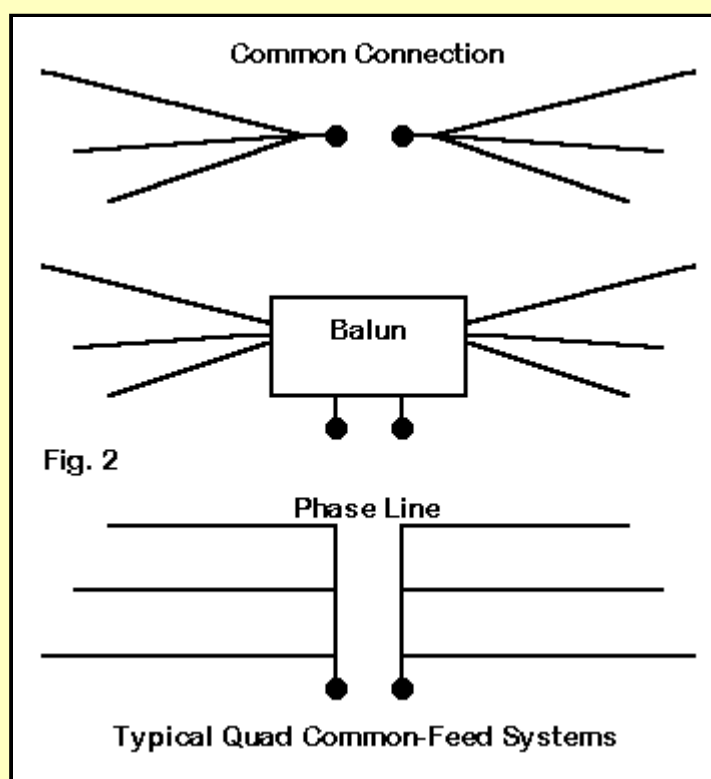 Common Connection
Balun
Fig. 2
Phase Line
Typical Quad Common-Feed Systems